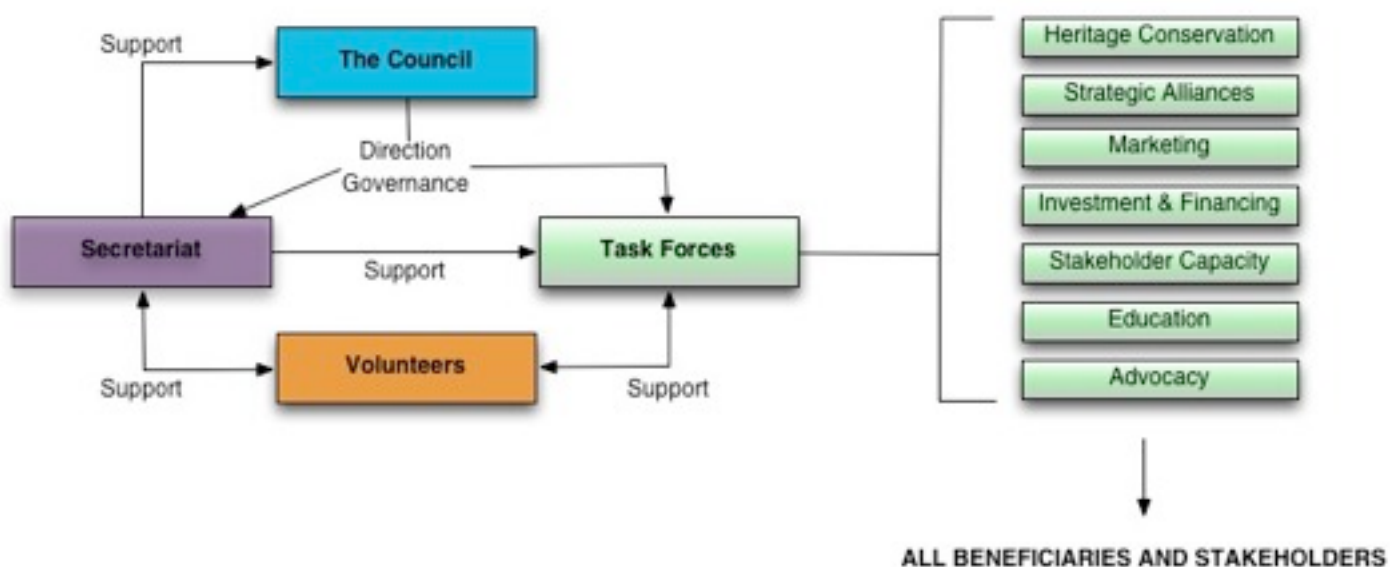 Support
The Council
Direction
Governance
Secretariat
Support
Task Forces
Support
Volunteers
Support
Heritage Conservation
Strategic Alliances
Marketing
Investment & Financing
Stakeholder Capacity
Education
Advocacy
ALL BENEFICIARIES AND STAKEHOLDERS